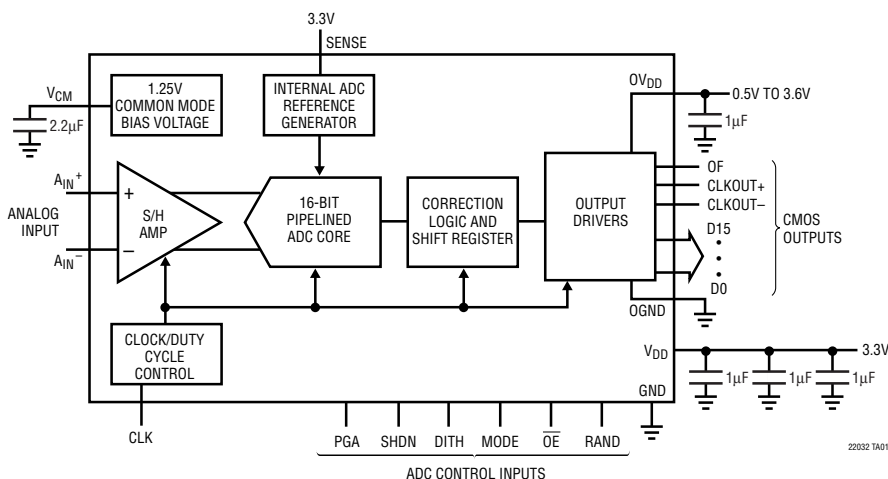 3.3V
SENSE
OVDD
0.5V TO 3.6V
1µF
VCM
2.2µF
1.25V
COMMON MODE
BIAS VOLTAGE
INTERNAL ADC
REFERENCE
GENERATOR
AIN+
ANALOG
INPUT
AIN–
+
S/H
AMP
–
16-BIT
PIPELINED
ADC CORE
CORRECTION
LOGIC AND
SHIFT REGISTER
OUTPUT
DRIVERS
OF
CLKOUT+
CLKOUT–
D15
•
•
•
D0
CMOS
OUTPUTS
OGND
CLOCK/DUTY
CYCLE
CONTROL
VDD
3.3V
1µF
1µF
1µF
GND
CLK
PGA
SHDN
DITH
MODE
OE
RAND
ADC CONTROL INPUTS
22032 TA01